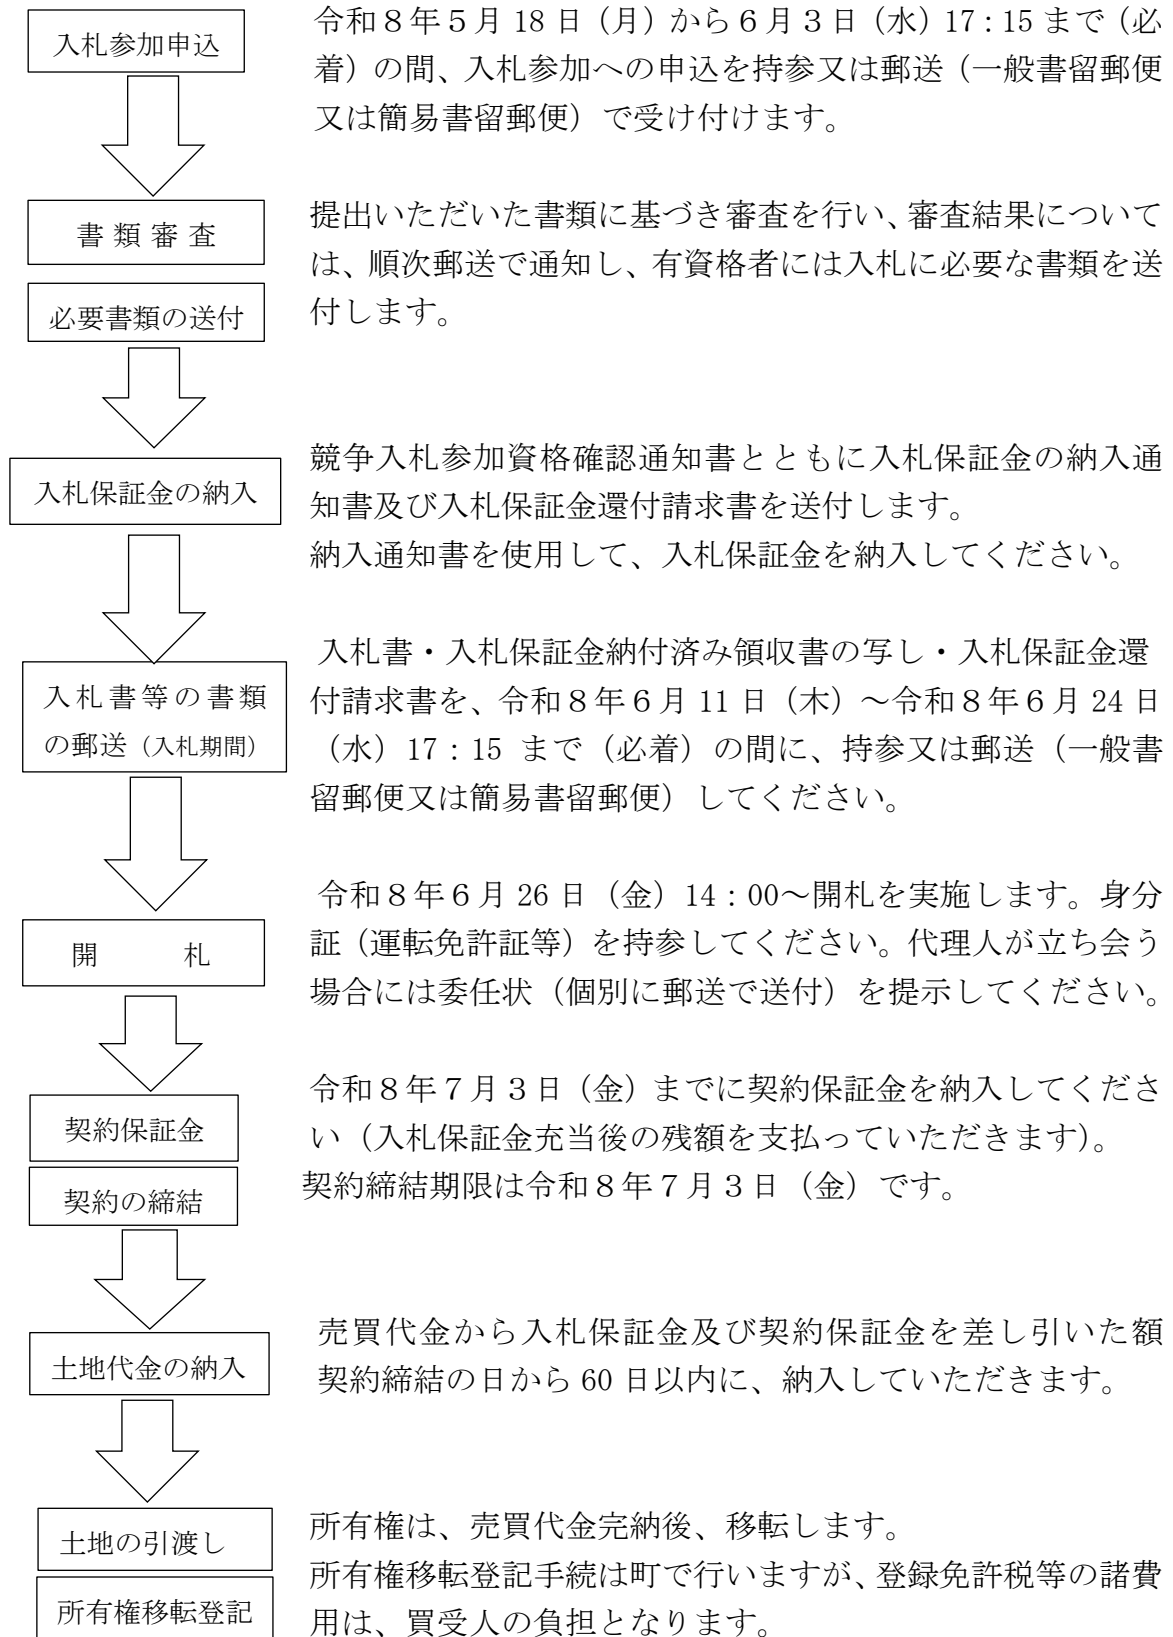 入札参加申込
令和８年５月 18 日（月）から６月３日（水）17：15 まで（必
着）の間、入札参加への申込を持参又は郵送（一般書留郵便
又は簡易書留郵便）で受け付けます。
書 類 審 査
必要書類の送付
提出いただいた書類に基づき審査を行い、審査結果について
は、順次郵送で通知し、有資格者には入札に必要な書類を送
付します。
入札保証金の納入
競争入札参加資格確認通知書とともに入札保証金の納入通
知書及び入札保証金還付請求書を送付します。
納入通知書を使用して、入札保証金を納入してください。
入札書等の書類
の郵送（入札期間）
入札書・入札保証金納付済み領収書の写し・入札保証金還
付請求書を、令和８年６月 11 日（木）～令和８年６月 24 日
（水）17：15 まで（必着）の間に、持参又は郵送（一般書
留郵便又は簡易書留郵便）してください。
開　　　札
令和８年６月 26 日（金）14：00～開札を実施します。身分
証（運転免許証等）を持参してください。代理人が立ち会う
場合には委任状（個別に郵送で送付）を提示してください。
契約保証金
契約の締結
令和８年７月３日（金）までに契約保証金を納入してくださ
い（入札保証金充当後の残額を支払っていただきます）。
契約締結期限は令和８年７月３日（金）です。
土地代金の納入
売買代金から入札保証金及び契約保証金を差し引いた額
契約締結の日から 60 日以内に、納入していただきます。
土地の引渡し
所有権移転登記
所有権は、売買代金完納後、移転します。
所有権移転登記手続は町で行いますが、登録免許税等の諸費
用は、買受人の負担となります。